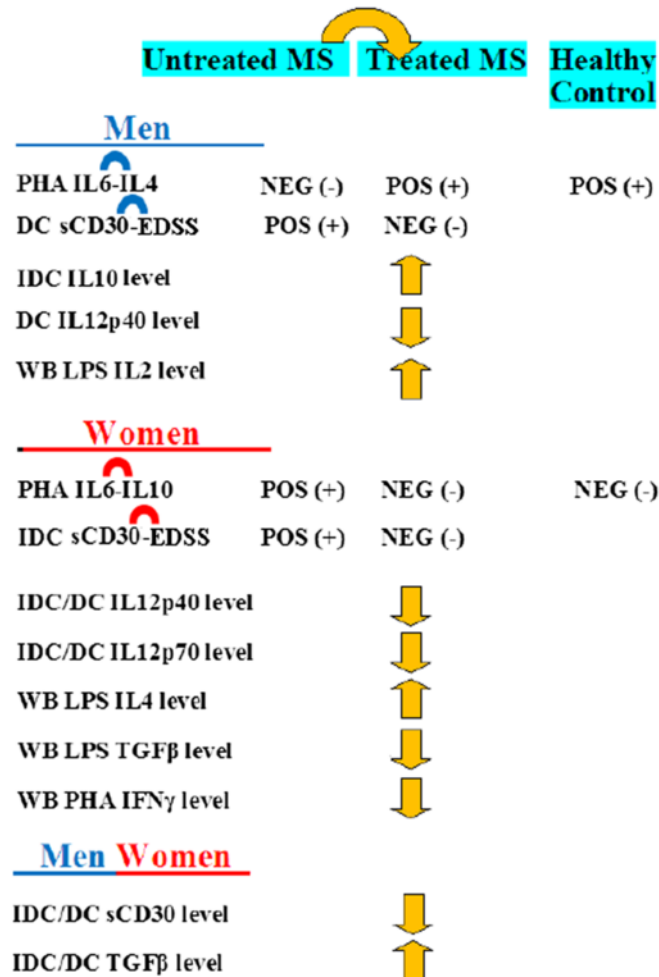 Untreated MS Treated MS Healthy
Control
Men
PHA IL6-IL4 NEG (-) POS (+) POS (+)
DC sCD30-EDSS POS (+) NEG (-)
IDC IL10 level
DC IL12p40 level
WB LPS IL2 level
Women
PHA IL6-IL10 POS (+) NEG (-) NEG (-)
IDC sCD30-EDSS POS (+) NEG (-)
IDC/DC IL12p40 level
IDC/DC IL12p70 level
WB LPS IL4 level
WB LPS TGFβ level
WB PHA IFNγ level
Men Women
IDC/DC sCD30 level
IDC/DC TGFβ level